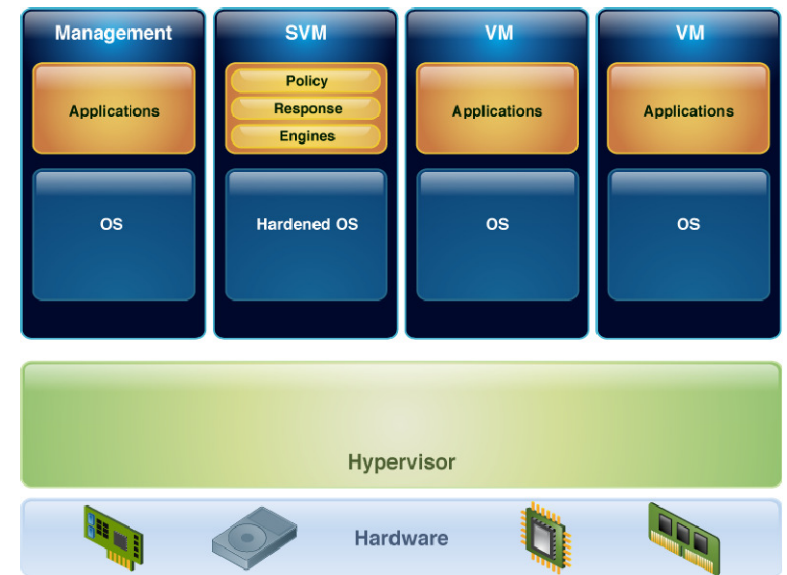 Management
SVM
VM
VM
Applications
Policy
Response
Engines
Applications
Applications
OS
Hardened OS
OS
OS
Hypervisor
Hardware